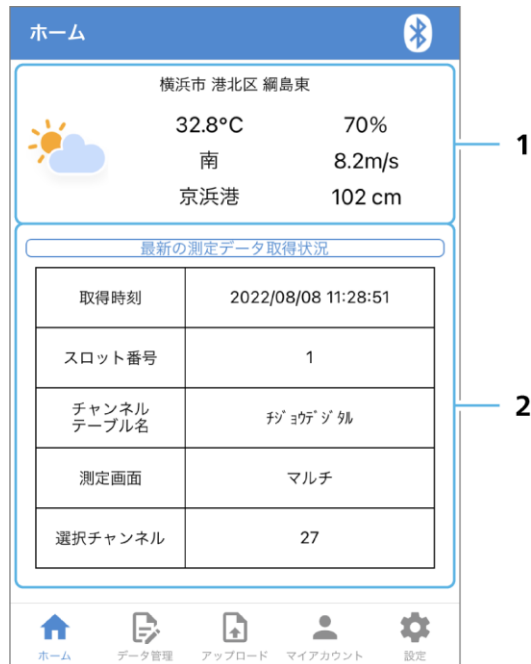 ホーム
横浜市 港北区 綱島東
32.8°C 70%
南 8.2m/s
京浜港 102 cm
1
最新の測定データ取得状況
取得時刻 2022/08/08 11:28:51
スロット番号 1
チャンネル
テーブル名
ﾁｼﾞｮｳﾃﾞｼﾞﾀﾙ
2
測定画面 マルチ
選択チャンネル 27
ホーム データ管理 アップロード マイアカウント 設定